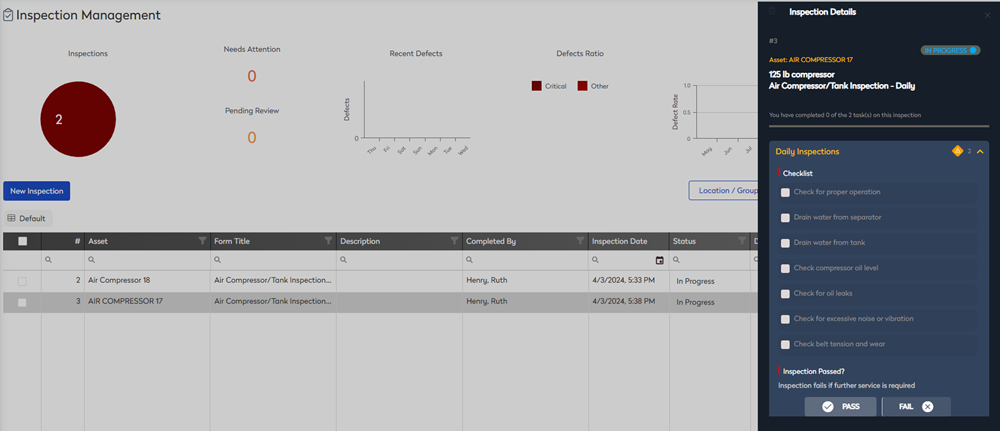 Inspection Management
Inspections
2
Needs Attention
0
Pending Review
0
Recent Defects
Defects
0
Thu Fri Sat Sun Mon Tue Wed
Defects Ratio
Critical Other
Defect Rate
1.0
0.5
0
May Jun Jul
New Inspection
Location / Group
Default
# Asset Form Title Description Completed By Inspection Date Status D
2 Air Compressor 18 Air Compressor/Tank Inspection... Henry, Ruth 4/3/2024, 5:33 PM In Progress
3 AIR COMPRESSOR 17 Air Compressor/Tank Inspection... Henry, Ruth 4/3/2024, 5:38 PM In Progress
Inspection Details
#3
IN PROGRESS
Asset: AIR COMPRESSOR 17
125 lb compressor
Air Compressor/Tank Inspection - Daily
You have completed 0 of the 2 task(s) on this inspection
Daily Inspections 3
Checklist
Check for proper operation
Drain water from separator
Drain water from tank
Check compressor oil level
Check for oil leaks
Check for excessive noise or vibration
Check belt tension and wear
Inspection Passed?
Inspection fails if further service is required
PASS FAIL